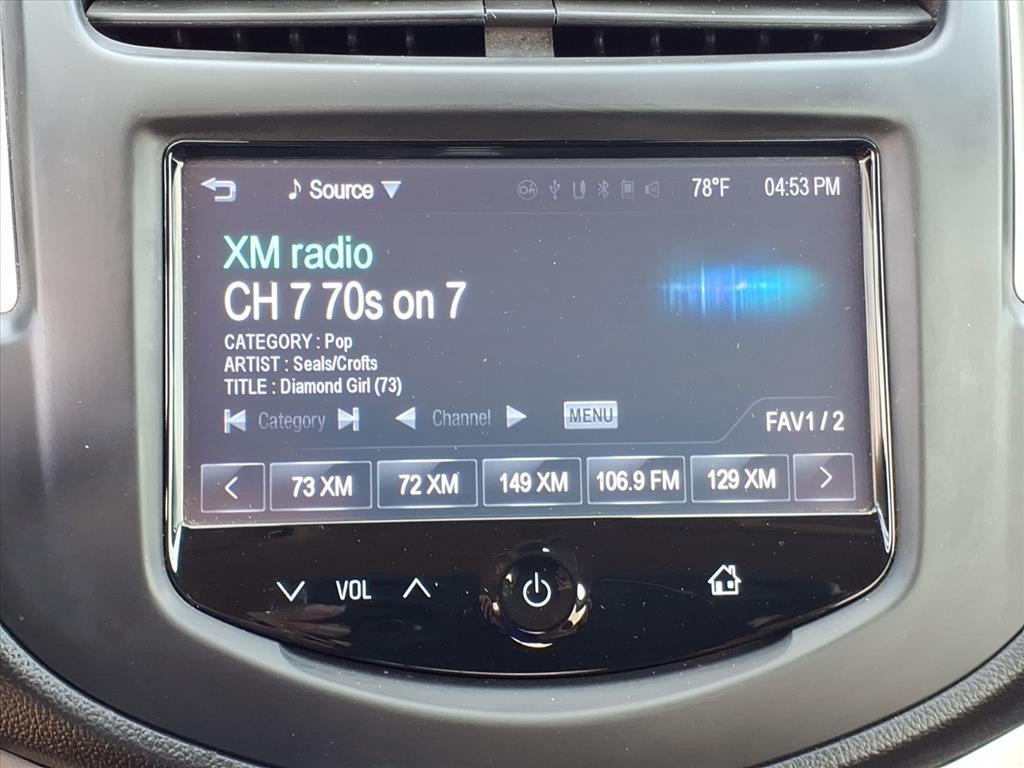 Source 78°F 04:53 PM
XM radio
CH 7 70s on 7
CATEGORY : Pop
ARTIST : Seals/Crofts
TITLE : Diamond Girl (73)
Category Channel MENU FAV1 / 2
73 XM 72 XM 149 XM 106.9 FM 129 XM
VOL